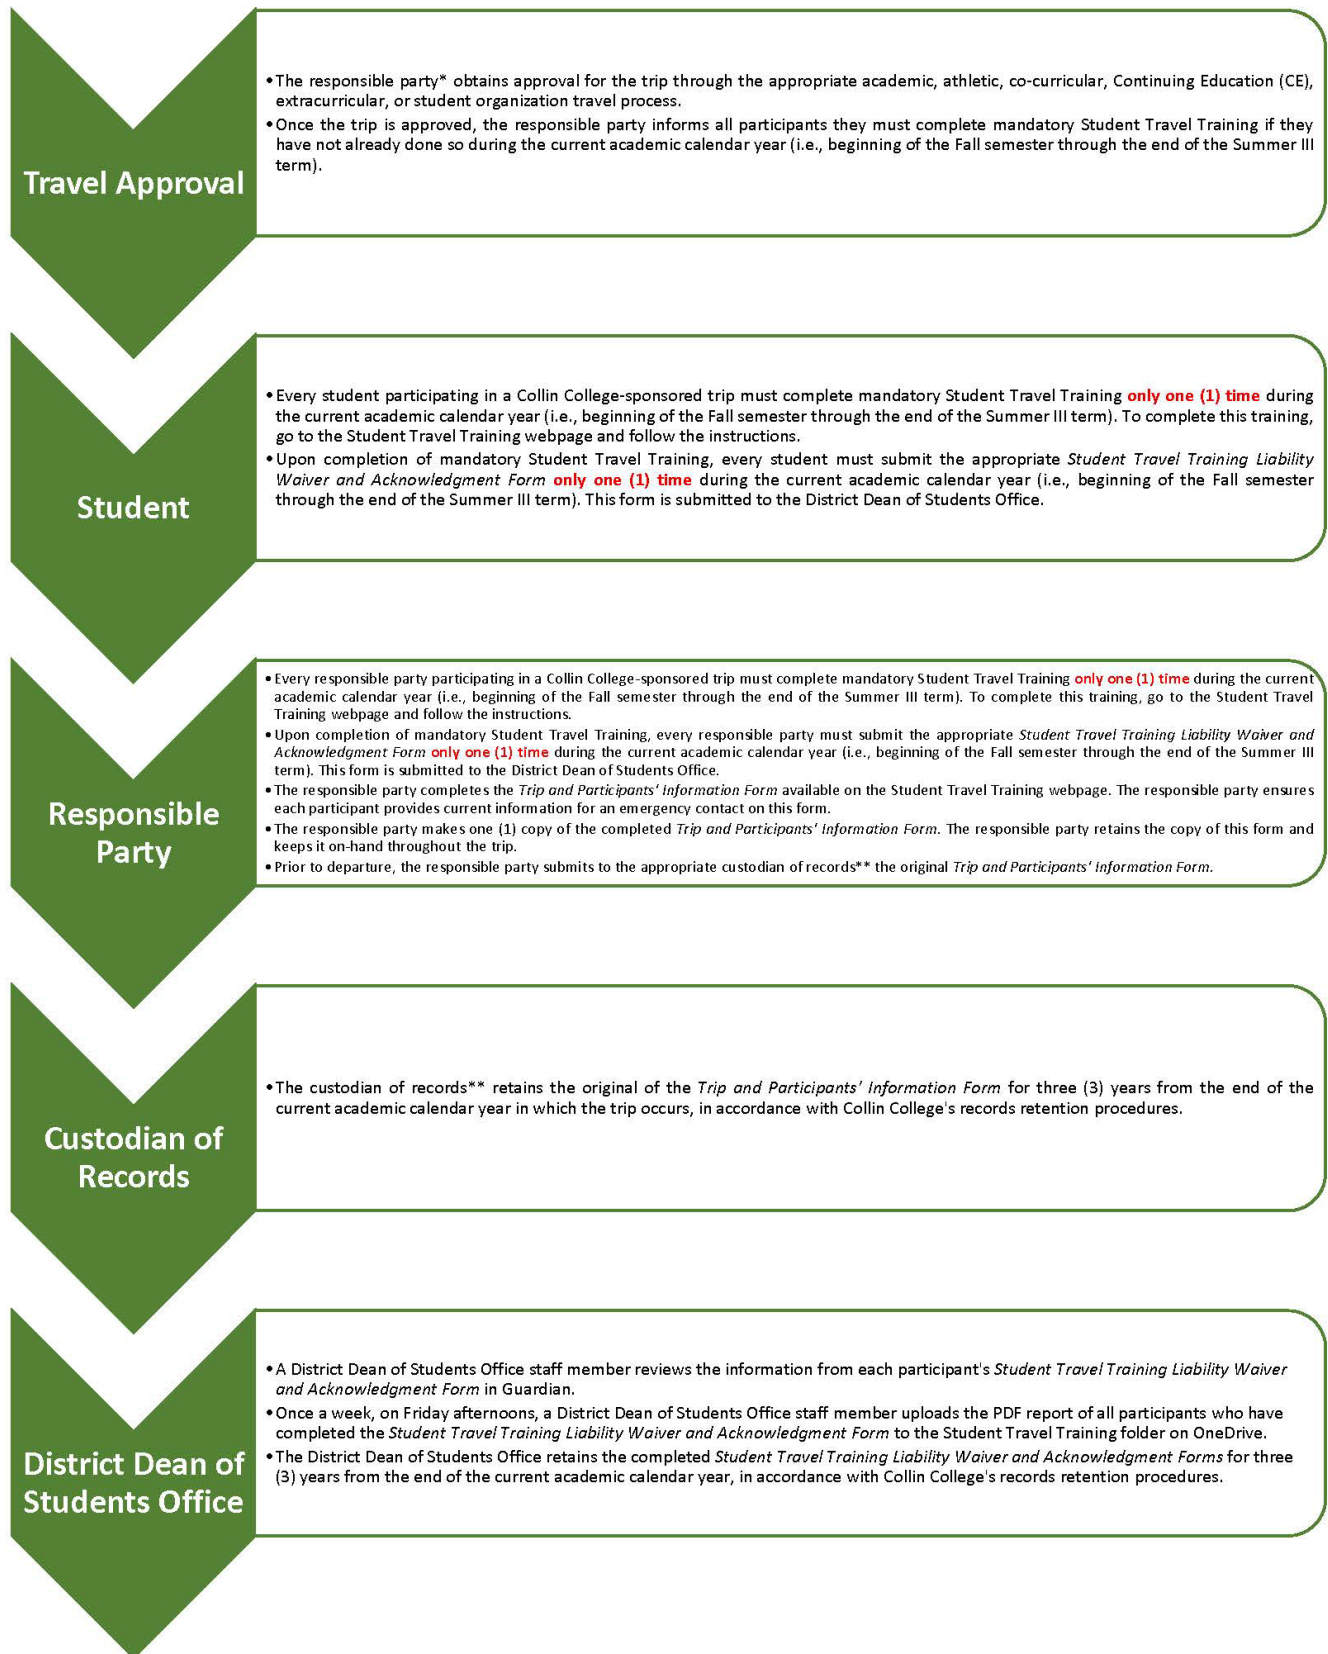 Travel Approval
•The responsible party* obtains approval for the trip through the appropriate academic, athletic, co-curricular, Continuing Education (CE),
extracurricular, or student organization travel process.
•Once the trip is approved, the responsible party informs all participants they must complete mandatory Student Travel Training if they
have not already done so during the current academic calendar year (i.e., beginning of the Fall semester through the end of the Summer III
term).
Student
•Every student participating in a Collin College-sponsored trip must complete mandatory Student Travel Training only one (1) time during
the current academic calendar year (i.e., beginning of the Fall semester through the end of the Summer III term). To complete this training,
go to the Student Travel Training webpage and follow the instructions.
•Upon completion of mandatory Student Travel Training, every student must submit the appropriate Student Travel Training Liability
Waiver and Acknowledgment Form only one (1) time during the current academic calendar year (i.e., beginning of the Fall semester
through the end of the Summer III term). This form is submitted to the District Dean of Students Office.
Responsible
Party
•Every responsible party participating in a Collin College-sponsored trip must complete mandatory Student Travel Training only one (1) time during the current
academic calendar year (i.e., beginning of the Fall semester through the end of the Summer III term). To complete this training, go to the Student Travel
Training webpage and follow the instructions.
•Upon completion of mandatory Student Travel Training, every responsible party must submit the appropriate Student Travel Training Liability Waiver and
Acknowledgment Form only one (1) time during the current academic calendar year (i.e., beginning of the Fall semester through the end of the Summer III
term). This form is submitted to the District Dean of Students Office.
•The responsible party completes the Trip and Participants' Information Form available on the Student Travel Training webpage. The responsible party ensures
each participant provides current information for an emergency contact on this form.
•The responsible party makes one (1) copy of the completed Trip and Participants' Information Form. The responsible party retains the copy of this form and
keeps it on-hand throughout the trip.
•Prior to departure, the responsible party submits to the appropriate custodian of records** the original Trip and Participants' Information Form.
Custodian of
Records
•The custodian of records** retains the original of the Trip and Participants' Information Form for three (3) years from the end of the
current academic calendar year in which the trip occurs, in accordance with Collin College's records retention procedures.
District Dean of
Students Office
•A District Dean of Students Office staff member reviews the information from each participant's Student Travel Training Liability Waiver
and Acknowledgment Form in Guardian.
•Once a week, on Friday afternoons, a District Dean of Students Office staff member uploads the PDF report of all participants who have
completed the Student Travel Training Liability Waiver and Acknowledgment Form to the Student Travel Training folder on OneDrive.
•The District Dean of Students Office retains the completed Student Travel Training Liability Waiver and Acknowledgment Forms for three
(3) years from the end of the current academic calendar year, in accordance with Collin College's records retention procedures.